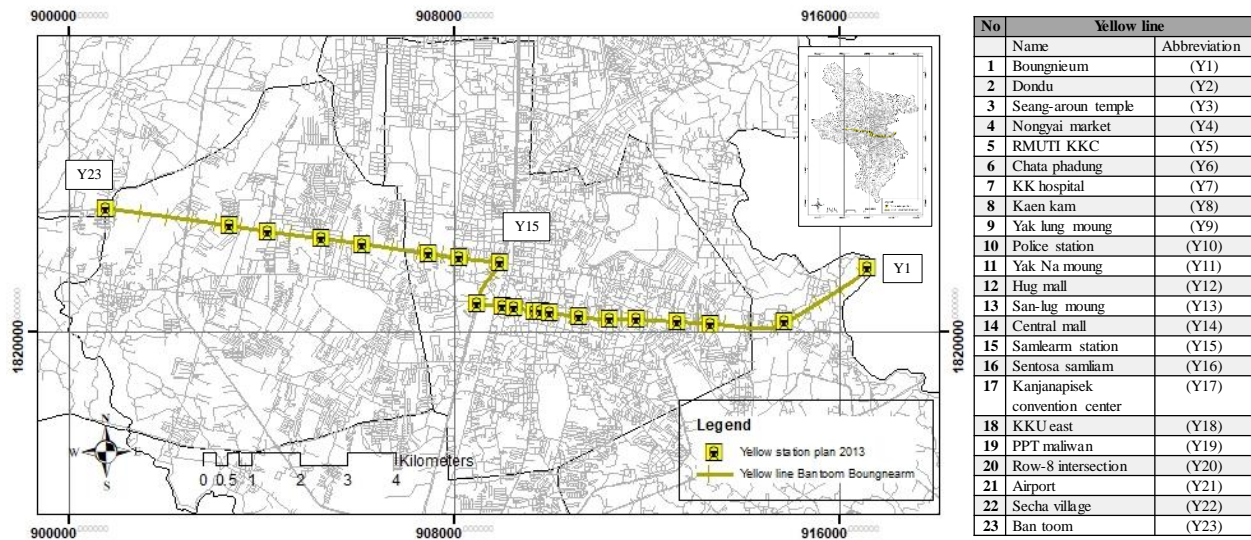 900000
908000
916000
Y23
Y15
Y1
1820000
1820000
N
W
E
S
Kilometers
0 0.5 1 2 3 4
Legend
Yellow station plan 2013
Yellow line Bantoom Boungnearm
900000
908000
916000
No Yellow line
Name Abbreviation
1 Boungnieum (Y1)
2 Dondu (Y2)
3 Seang-aroun temple (Y3)
4 Nongyai market (Y4)
5 RMUTI KKC (Y5)
6 Chata phadung (Y6)
7 KK hospital (Y7)
8 Kaen kam (Y8)
9 Yak lung moung (Y9)
10 Police station (Y10)
11 Yak Na moung (Y11)
12 Hug mall (Y12)
13 San-lug moung (Y13)
14 Central mall (Y14)
15 Samlearm station (Y15)
16 Sentosa samliam (Y16)
17 Kanjanapisek (Y17)
convention center
18 KKU east (Y18)
19 PPT maliwan (Y19)
20 Row-8 intersection (Y20)
21 Airport (Y21)
22 Secha village (Y22)
23 Ban toom (Y23)